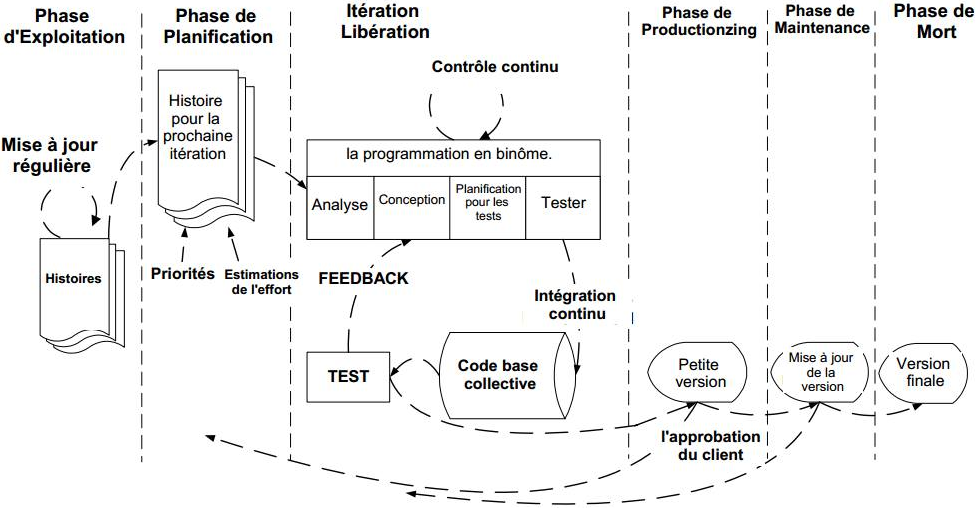 Phase
d'Exploitation
Phase de
Planification
Itération
Libération
Phase de
Productionzing
Phase de
Maintenance
Phase de
Mort
Contrôle continu
Histoire
pour la
prochaine
itération
Mise à jour
régulière
la programmation en binôme.
Analyse
Conception
Planification
pour les
tests
Tester
Histoires
Priorités
Estimations
de l'effort
FEEDBACK
Intégration
continu
TEST
Code base
collective
Petite
version
Mise à jour
de la
version
Version
finale
l'approbation
du client